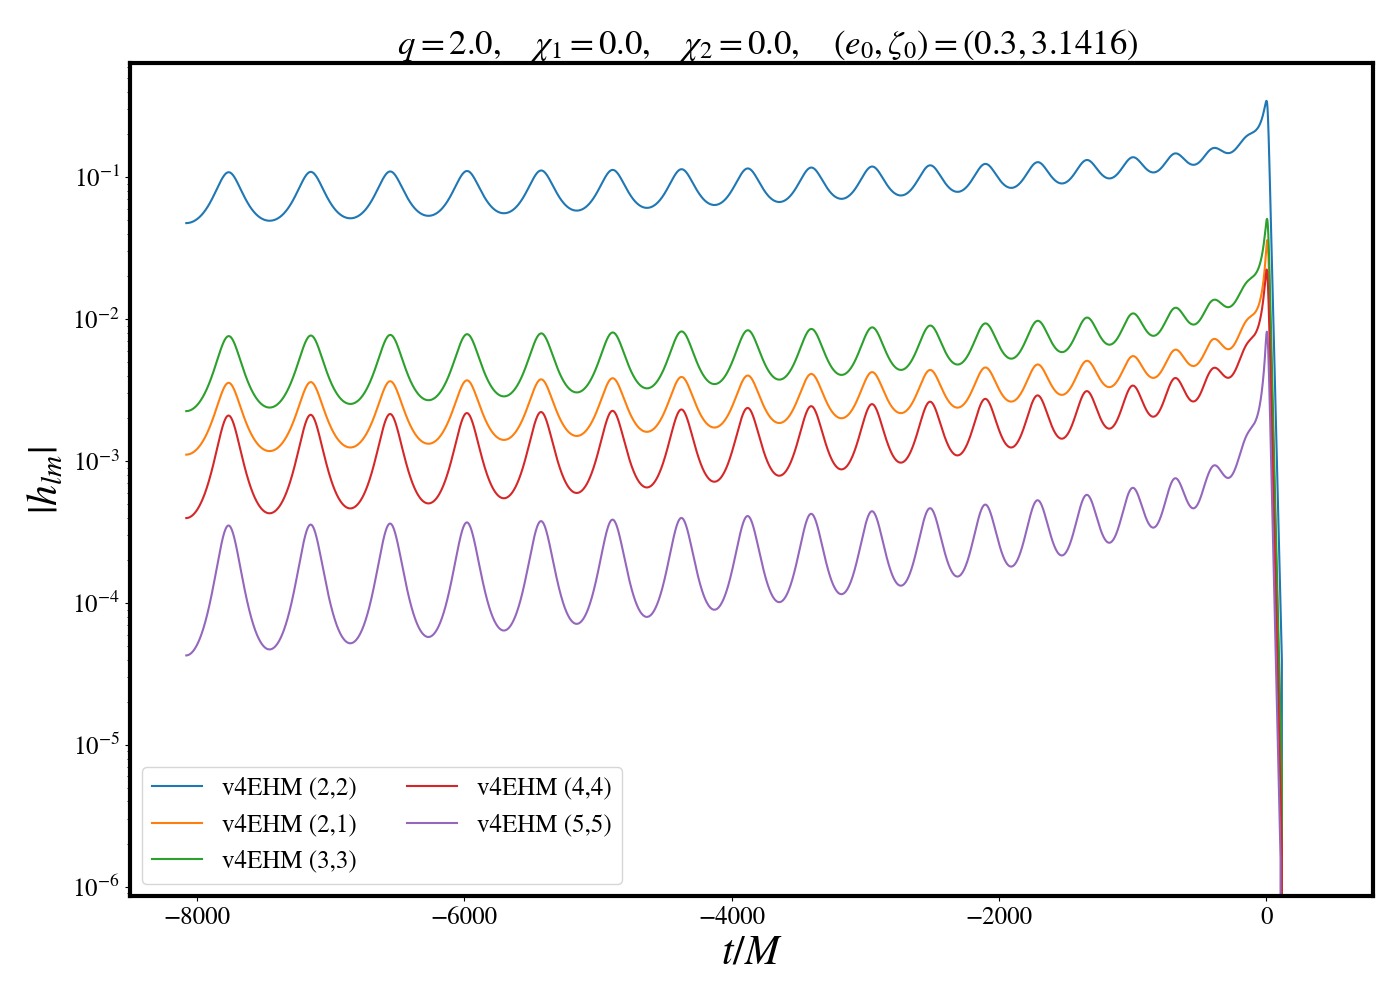 q = 2.0, χ₁ = 0.0, χ₂ = 0.0, (e₀, ζ₀) = (0.3, 3.1416)
|hₗₘ|
10⁻¹
10⁻²
10⁻³
10⁻⁴
10⁻⁵
10⁻⁶
v4EHM (2,2)
v4EHM (2,1)
v4EHM (3,3)
v4EHM (4,4)
v4EHM (5,5)
−8000 −6000 −4000 −2000 0
t/M